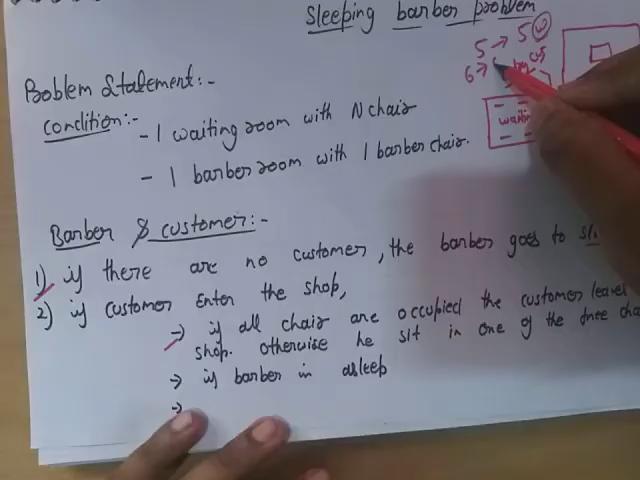 Sleeping barber problem
5 → 5
6 →
Problem Statement:-
waiti
condition:- - 1 waiting room with N chair
- 1 barber room with 1 barber chair.
Barber & customer:-
1) if there are no customer, the barber goes to
2) if customer Enter the shop,
→ if all chair are occupied the customer leave
shop. otherwise he sit in one of the free cha
→ if barber in asleep
→